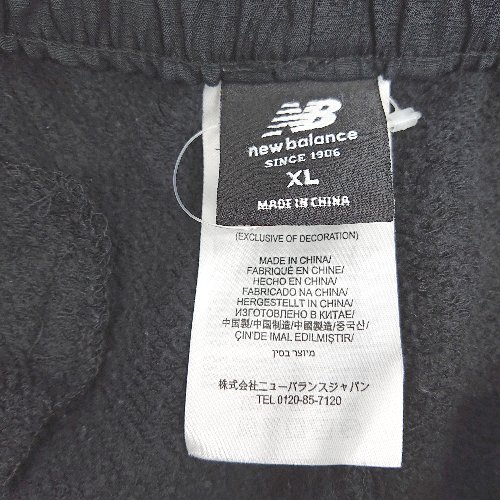 NB
new balance
SINCE 1906
XL
MADE IN CHINA
(EXCLUSIVE OF DECORATION)
MADE IN CHINA/
FABRIQUÉ EN CHINE/
HECHO EN CHINA/
FABRICADO NA CHINA/
HERGESTELLT IN CHINA/
ИЗГОТОВЛЕНО В КИТАЕ/
中国製/中国制造/中國製造/중국산/
ÇIN'DE IMAL EDILMIŞTIR/
מיוצר בסין
株式会社ニューバランスジャパン
TEL 0120-85-7120